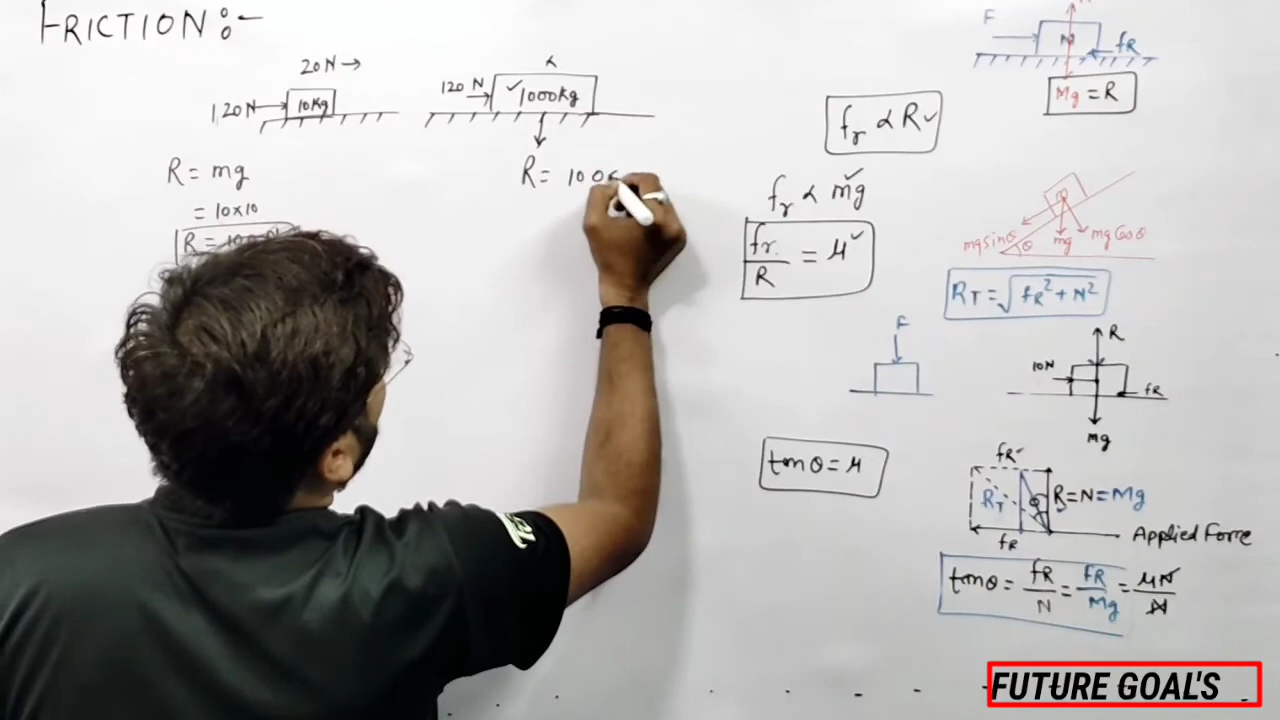 FRICTION :-
20N →
120N → 10Kg
R = mg
= 10×10
R = 100N
120 N
✓1000kg
R = 100
fr ∝ R ✓
fr ∝ mg
fr/R = μ
tanθ = μ
F
F
fR
Mg = R
mgsinθ
θ
mg
mgCosθ
RT = √fR²+N²
R
10N
fR
Mg
fR
RT
R=N=Mg
fR
Applied Force
tanθ = fR/N = fR/Mg = μN/N
FUTURE GOAL'S